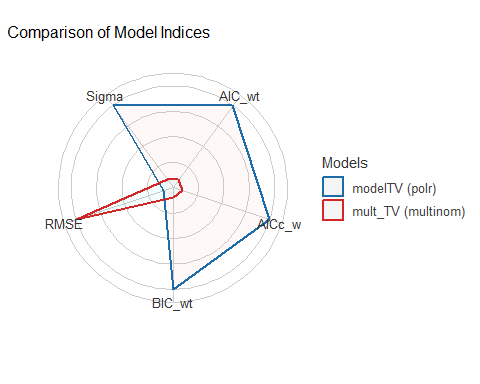 Comparison of Model Indices
Sigma
AIC_wt
Models
modelTV (polr)
mult_TV (multinom)
RMSE
AICc_w
BIC_wt